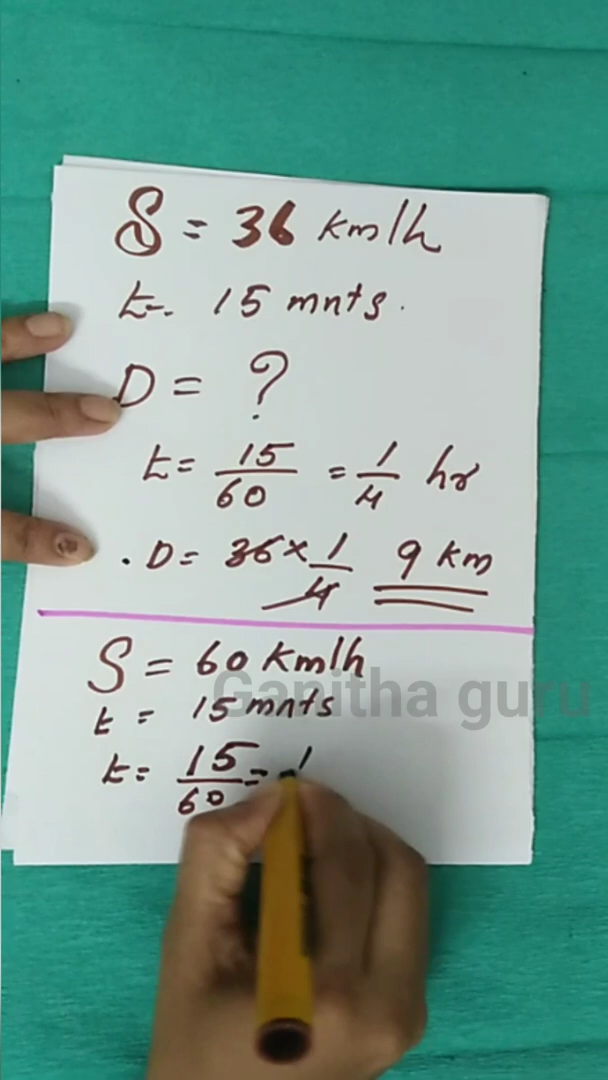 S = 36 km/h
t = 15 mnts.
D = ?
t = 15/60 = 1/4 hr
. D = 36 × 1/4 9 km
S = 60 km/h
Ganitha guru
t = 15 mnts
t = 15/60 = 1